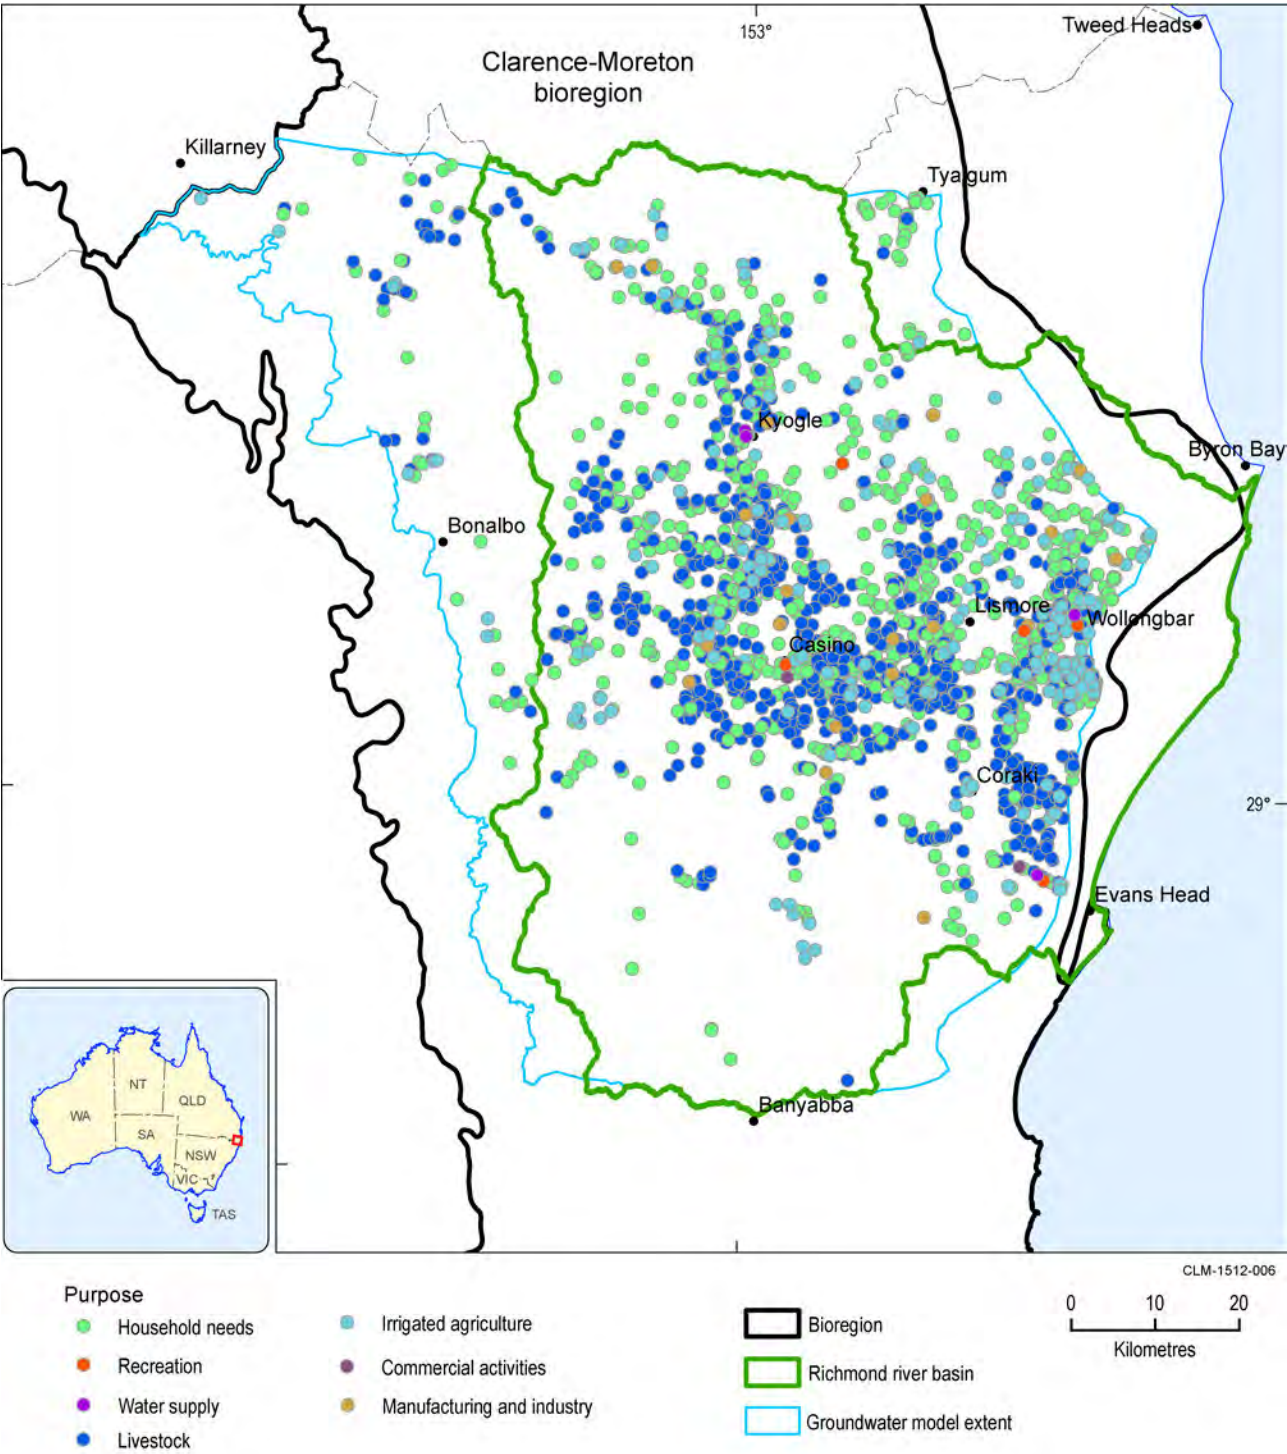 153°
Tweed Heads
Clarence-Moreton
bioregion
Killarney
Tyalgum
Kyogle
Byron Bay
Bonalbo
Lismore
Wollongbar
Casino
Coraki
29°
Evans Head
Banyabba
NT
QLD
WA
SA
NSW
VIC
TAS
CLM-1512-006
Purpose
Household needs
Recreation
Water supply
Livestock
Irrigated agriculture
Commercial activities
Manufacturing and industry
Bioregion
Richmond river basin
Groundwater model extent
0 10 20
Kilometres